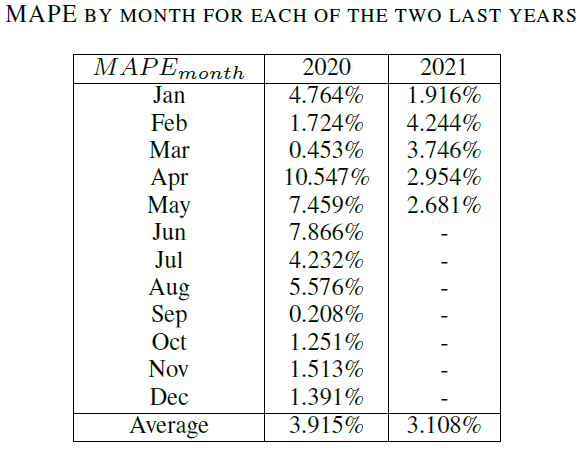 MAPE BY MONTH FOR EACH OF THE TWO LAST YEARS
MAPEmonth 2020 2021
Jan 4.764% 1.916%
Feb 1.724% 4.244%
Mar 0.453% 3.746%
Apr 10.547% 2.954%
May 7.459% 2.681%
Jun 7.866% -
Jul 4.232% -
Aug 5.576% -
Sep 0.208% -
Oct 1.251% -
Nov 1.513% -
Dec 1.391% -
Average 3.915% 3.108%